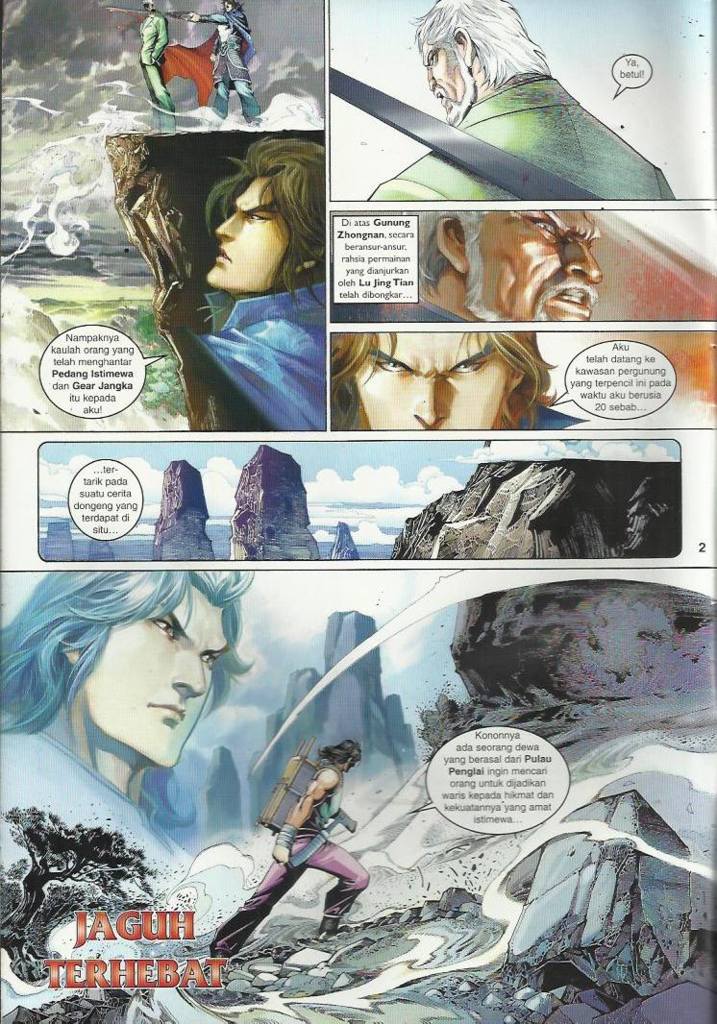 Ya,
betul!
Di atas Gunung
Zhongnan, secara
beransur-ansur,
rahsia permainan
yang dianjurkan
oleh Lu Jing Tian
telah dibongkar...
Nampaknya
kaulah orang yang
telah menghantar
Pedang Istimewa
dan Gear Jangka
itu kepada
aku!
Aku
telah datang ke
kawasan pergunung
yang terpencil ini pada
waktu aku berusia
20 sebab...
...ter-
tarik pada
suatu cerita
dongeng yang
terdapat di
situ...
2
Kononnya
ada seorang dewa
yang berasal dari Pulau
Penglai ingin mencari
orang untuk dijadikan
waris kepada hikmat dan
kekuatannya yang amat
istimewa...
JAGUH
TERHEBAT